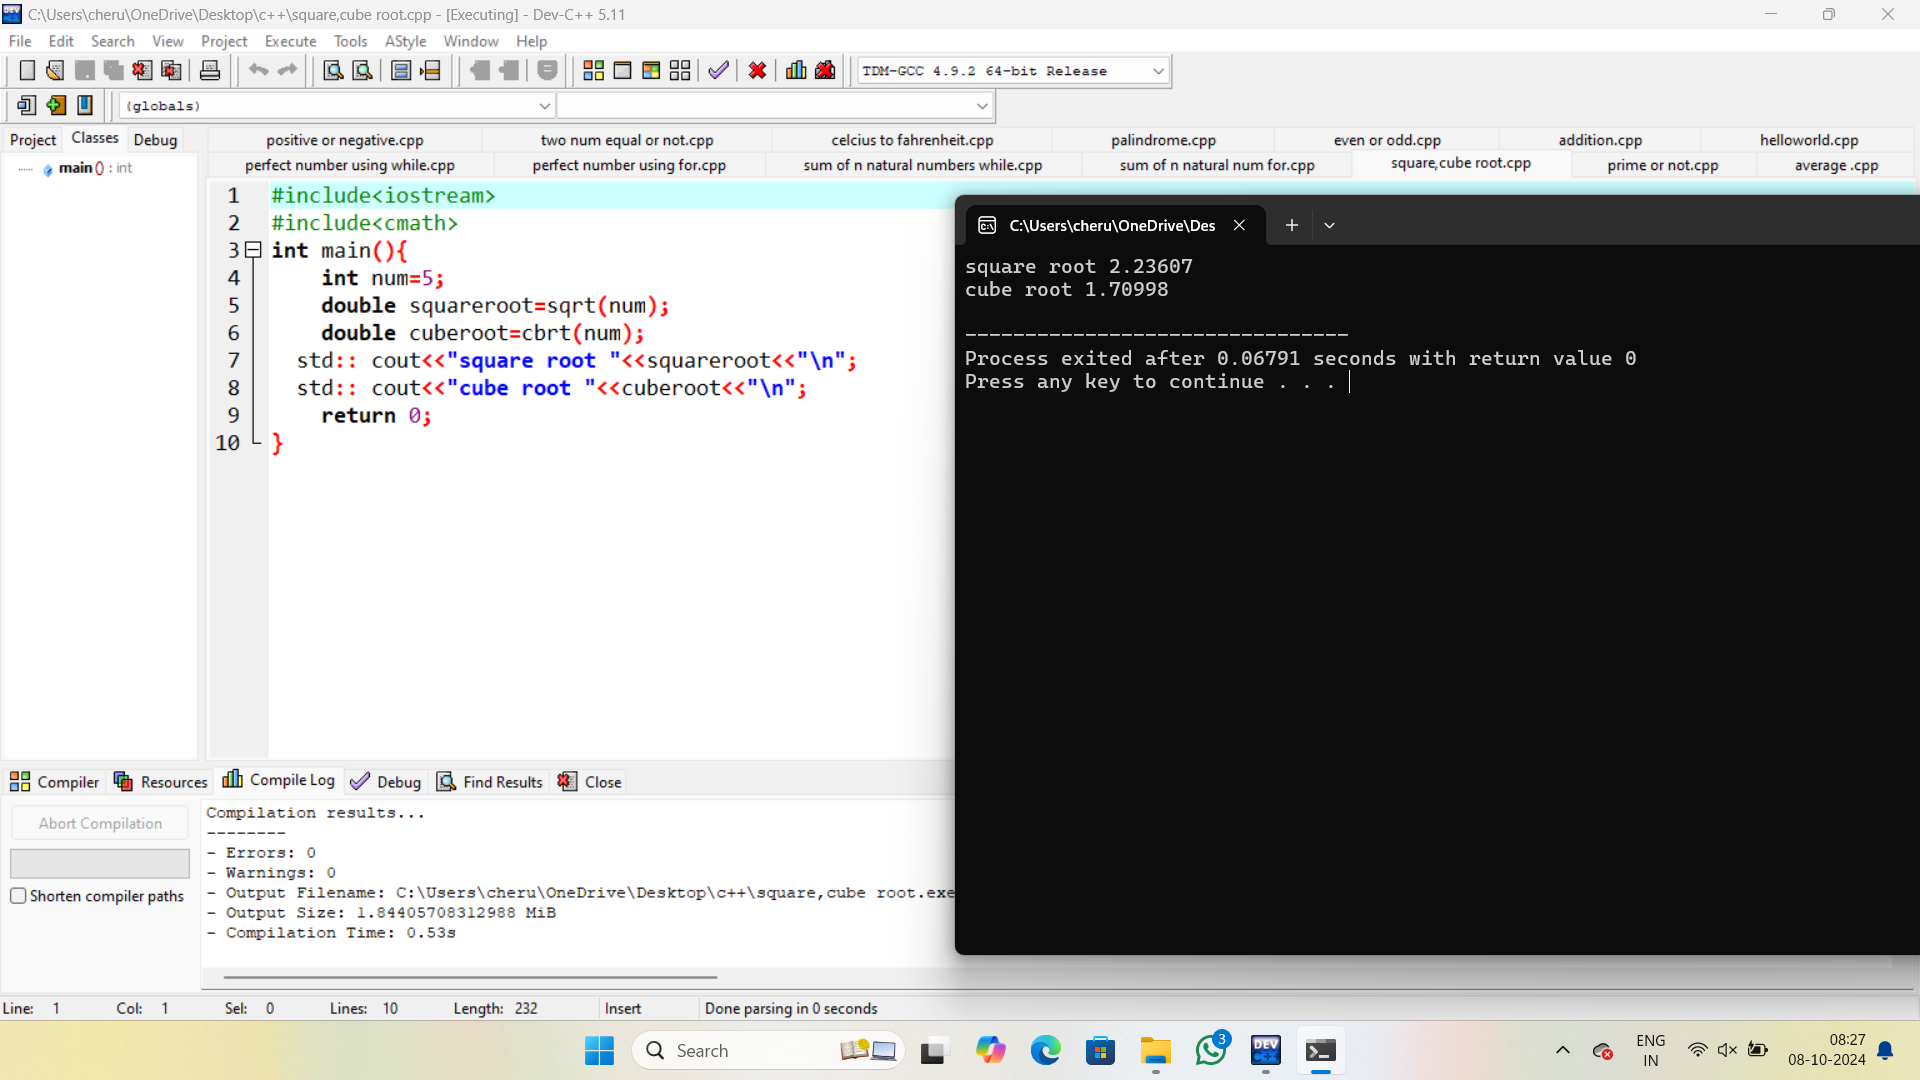 C:\Users\cheru\OneDrive\Desktop\c++\square,cube root.cpp - [Executing] - Dev-C++ 5.11
File Edit Search View Project Execute Tools AStyle Window Help
TDM-GCC 4.9.2 64-bit Release
(globals)
Project Classes Debug
main () : int
positive or negative.cpp two num equal or not.cpp celcius to fahrenheit.cpp palindrome.cpp even or odd.cpp addition.cpp helloworld.cpp
perfect number using while.cpp perfect number using for.cpp sum of n natural numbers while.cpp sum of n natural num for.cpp square,cube root.cpp prime or not.cpp average .cpp
1 #include<iostream>
2 #include<cmath>
3 int main(){
4 int num=5;
5 double squareroot=sqrt(num);
6 double cuberoot=cbrt(num);
7 std:: cout<<"square root "<<squareroot<<"\n";
8 std:: cout<<"cube root "<<cuberoot<<"\n";
9 return 0;
10 }
C:\Users\cheru\OneDrive\Des
square root 2.23607
cube root 1.70998
--------------------------------
Process exited after 0.06791 seconds with return value 0
Press any key to continue . . .
Compiler Resources Compile Log Debug Find Results Close
Abort Compilation
Shorten compiler paths
Compilation results...
--------
- Errors: 0
- Warnings: 0
- Output Filename: C:\Users\cheru\OneDrive\Desktop\c++\square,cube root.exe
- Output Size: 1.84405708312988 MiB
- Compilation Time: 0.53s
Line: 1 Col: 1 Sel: 0 Lines: 10 Length: 232 Insert Done parsing in 0 seconds
Search
3
DEV C++
ENG
IN
08:27
08-10-2024